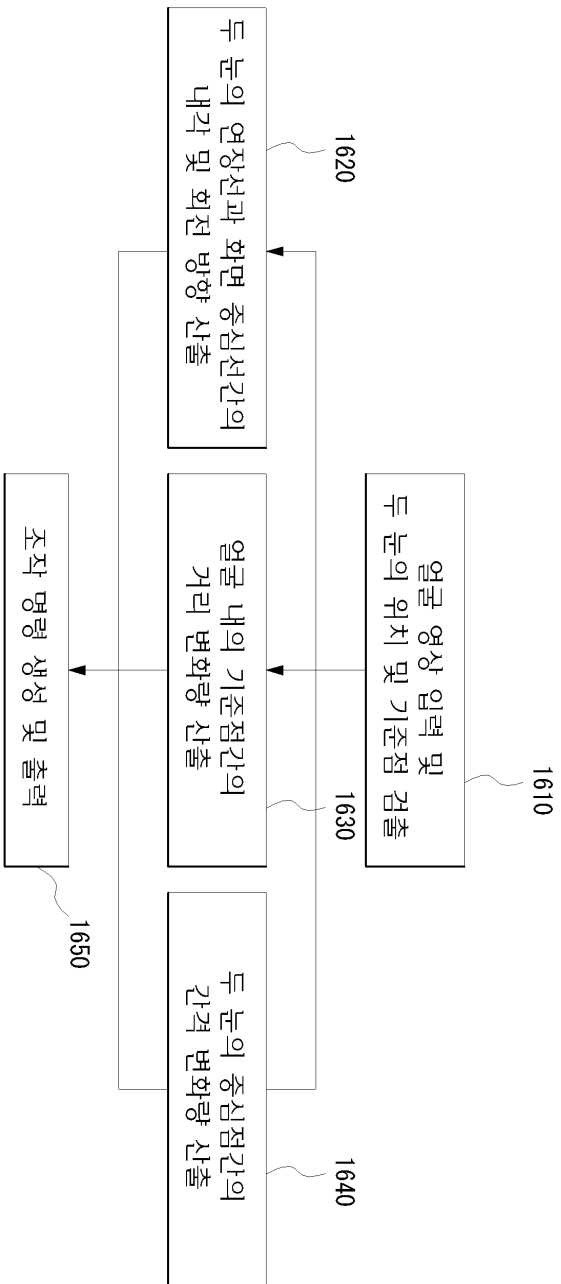 얼굴 영상 입력 및
두 눈의 위치 및 기준점 검출
1610
두 눈의 연장선과 화면 중심선간의
내각 및 회전 방향 산출
1620
얼굴 내의 기준점간의
거리 변화량 산출
1630
두 눈의 중심점간의
간격 변화량 산출
1640
조작 명령 생성 및 출력
1650